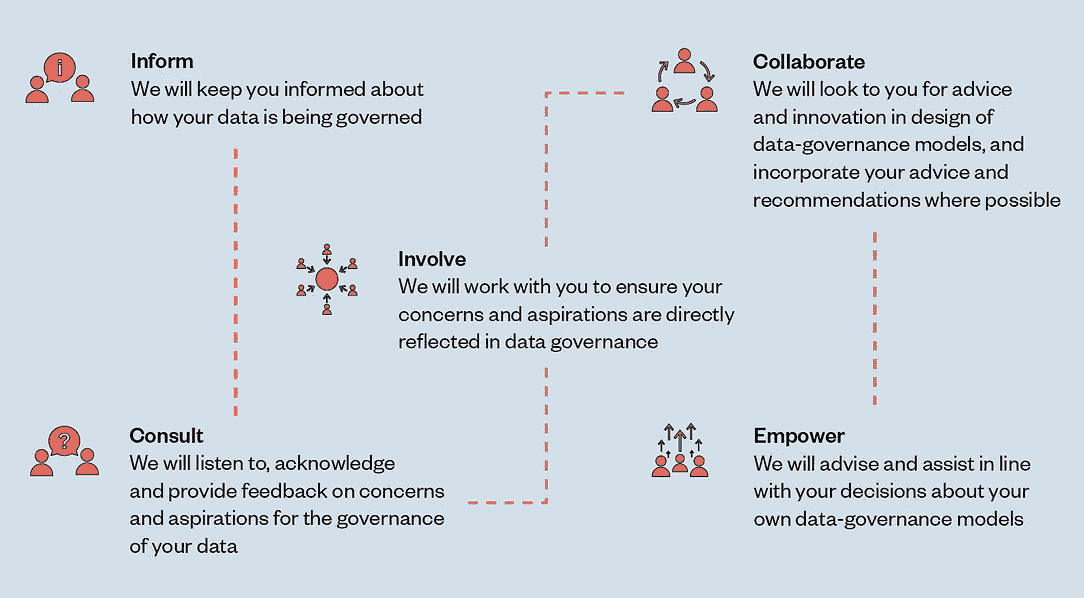 i
Inform
We will keep you informed about
how your data is being governed
?
Consult
We will listen to, acknowledge
and provide feedback on concerns
and aspirations for the governance
of your data
Involve
We will work with you to ensure your
concerns and aspirations are directly
reflected in data governance
Collaborate
We will look to you for advice
and innovation in design of
data-governance models, and
incorporate your advice and
recommendations where possible
Empower
We will advise and assist in line
with your decisions about your
own data-governance models